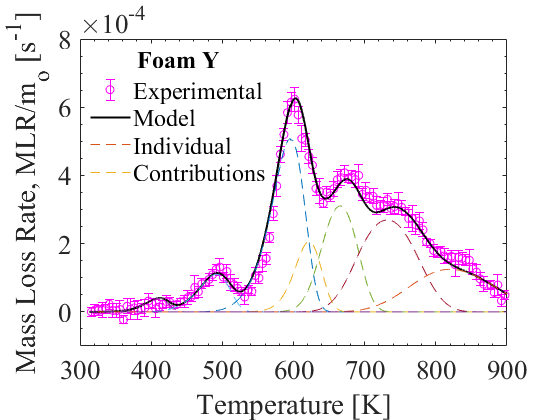 ×10^-4
8
6
4
2
0
Mass Loss Rate, MLR/m_o [s^-1]
Foam Y
Experimental
Model
Individual
Contributions
300 400 500 600 700 800 900
Temperature [K]